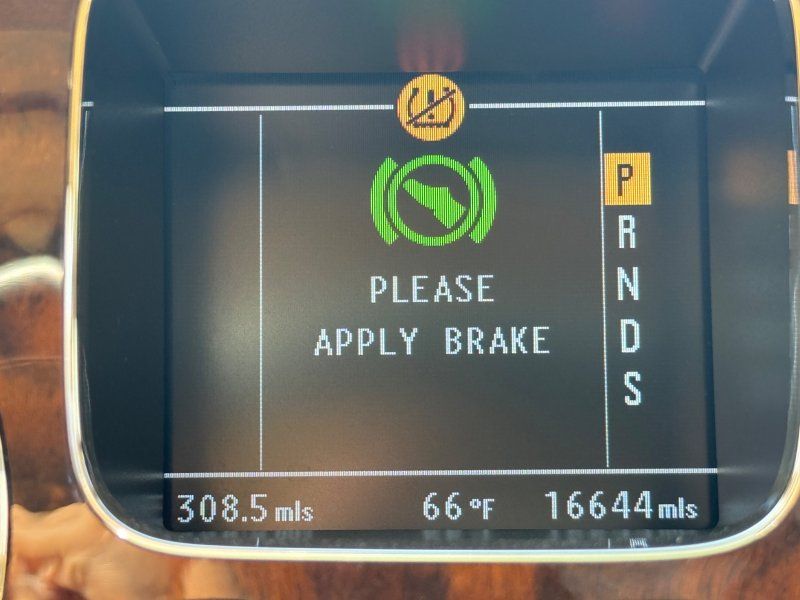 PLEASE
APPLY BRAKE
P
R
N
D
S
308.5 mls 66°F 16644 mls